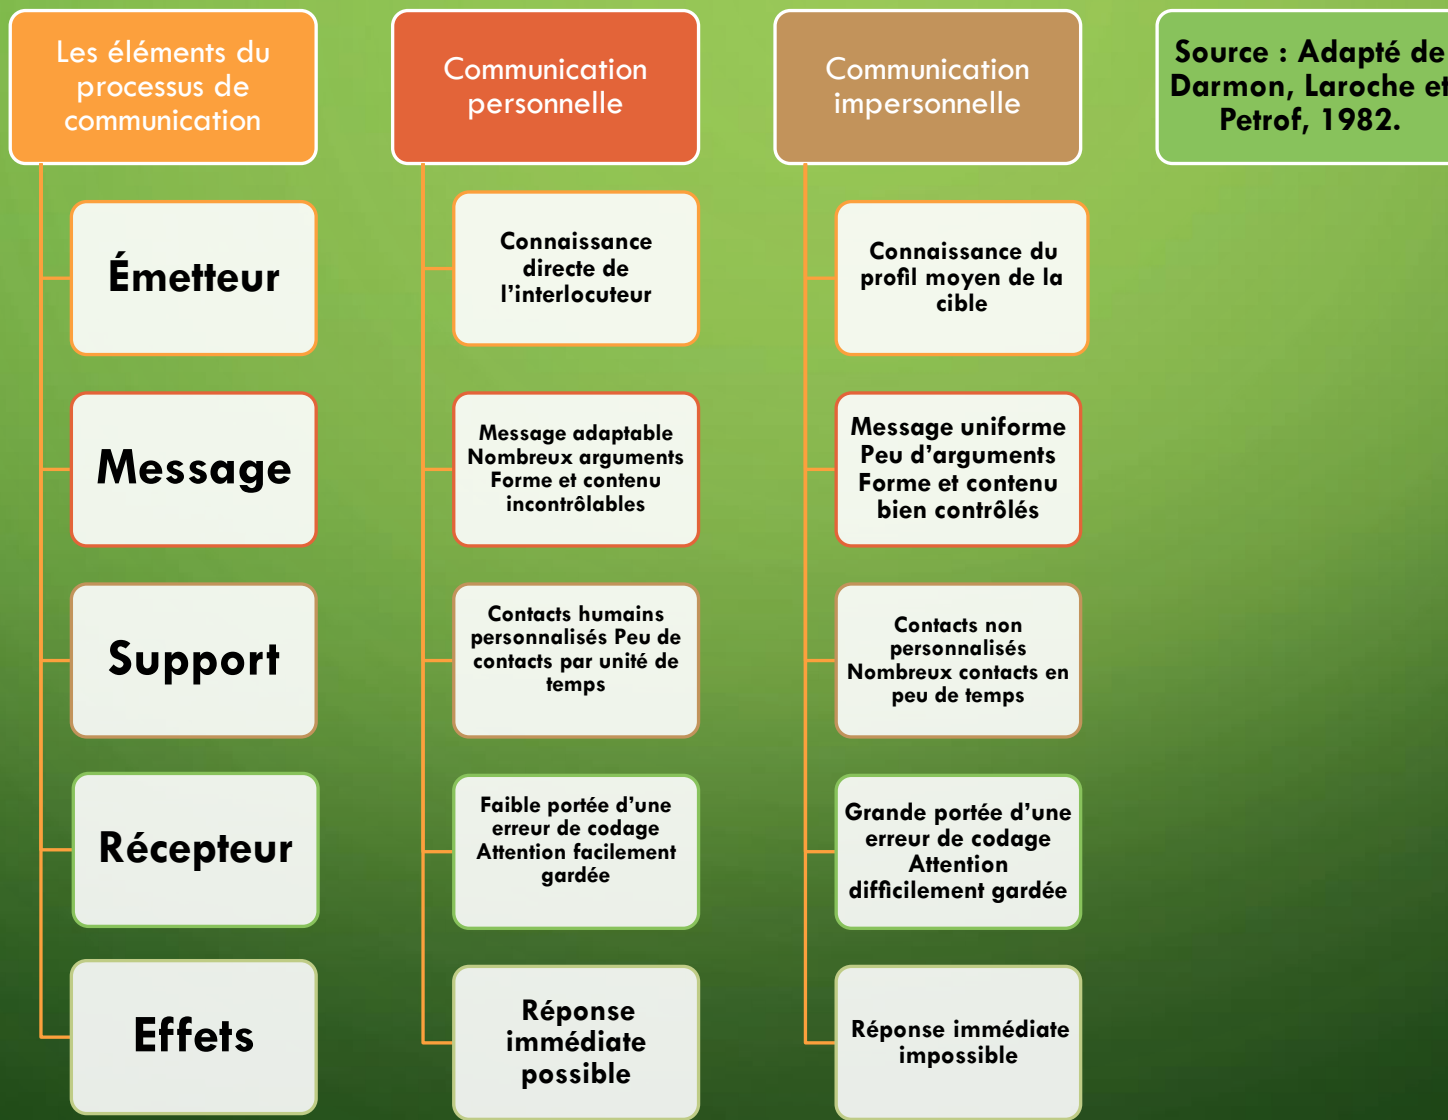 Les éléments du
processus de
communication
Émetteur
Message
Support
Récepteur
Effets
Communication
personnelle
Connaissance
directe de
l’interlocuteur
Message adaptable
Nombreux arguments
Forme et contenu
incontrôlables
Contacts humains
personnalisés Peu de
contacts par unité de
temps
Faible portée d’une
erreur de codage
Attention facilement
gardée
Réponse
immédiate
possible
Communication
impersonnelle
Connaissance du
profil moyen de la
cible
Message uniforme
Peu d’arguments
Forme et contenu
bien contrôlés
Contacts non
personnalisés
Nombreux contacts en
peu de temps
Grande portée d’une
erreur de codage
Attention
difficilement gardée
Réponse immédiate
impossible
Source : Adapté de
Darmon, Laroche et
Petrof, 1982.